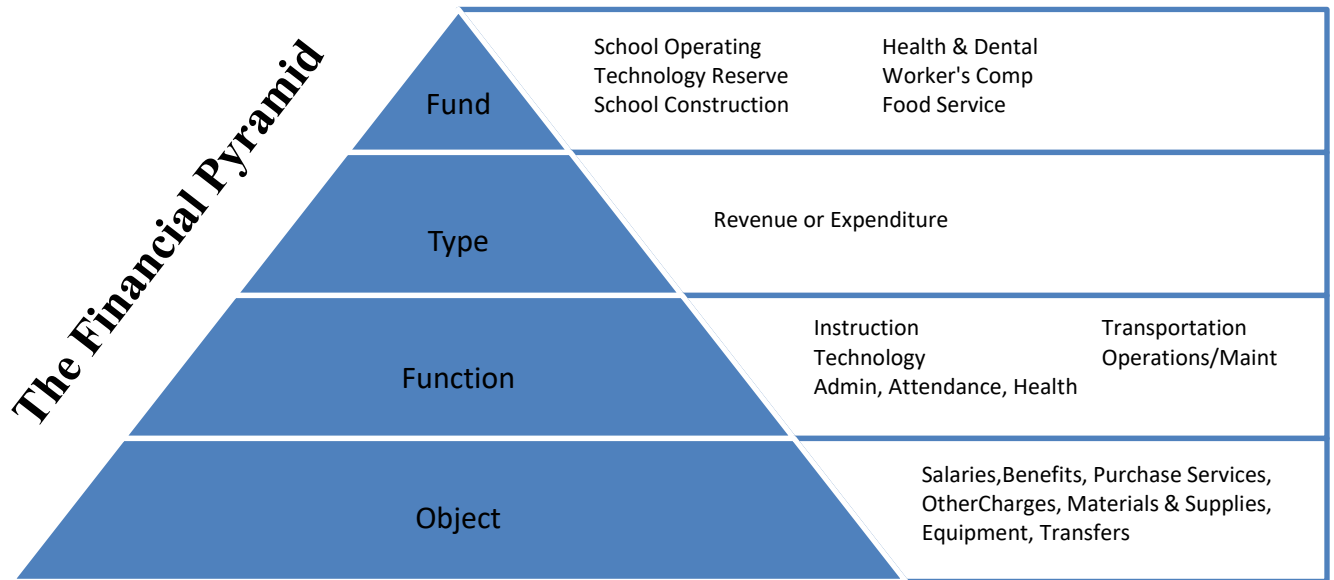 The Financial Pyramid
Fund
School Operating
Technology Reserve
School Construction
Health & Dental
Worker's Comp
Food Service
Type
Revenue or Expenditure
Function
Instruction
Technology
Admin, Attendance, Health
Transportation
Operations/Maint
Object
Salaries,Benefits, Purchase Services,
OtherCharges, Materials & Supplies,
Equipment, Transfers